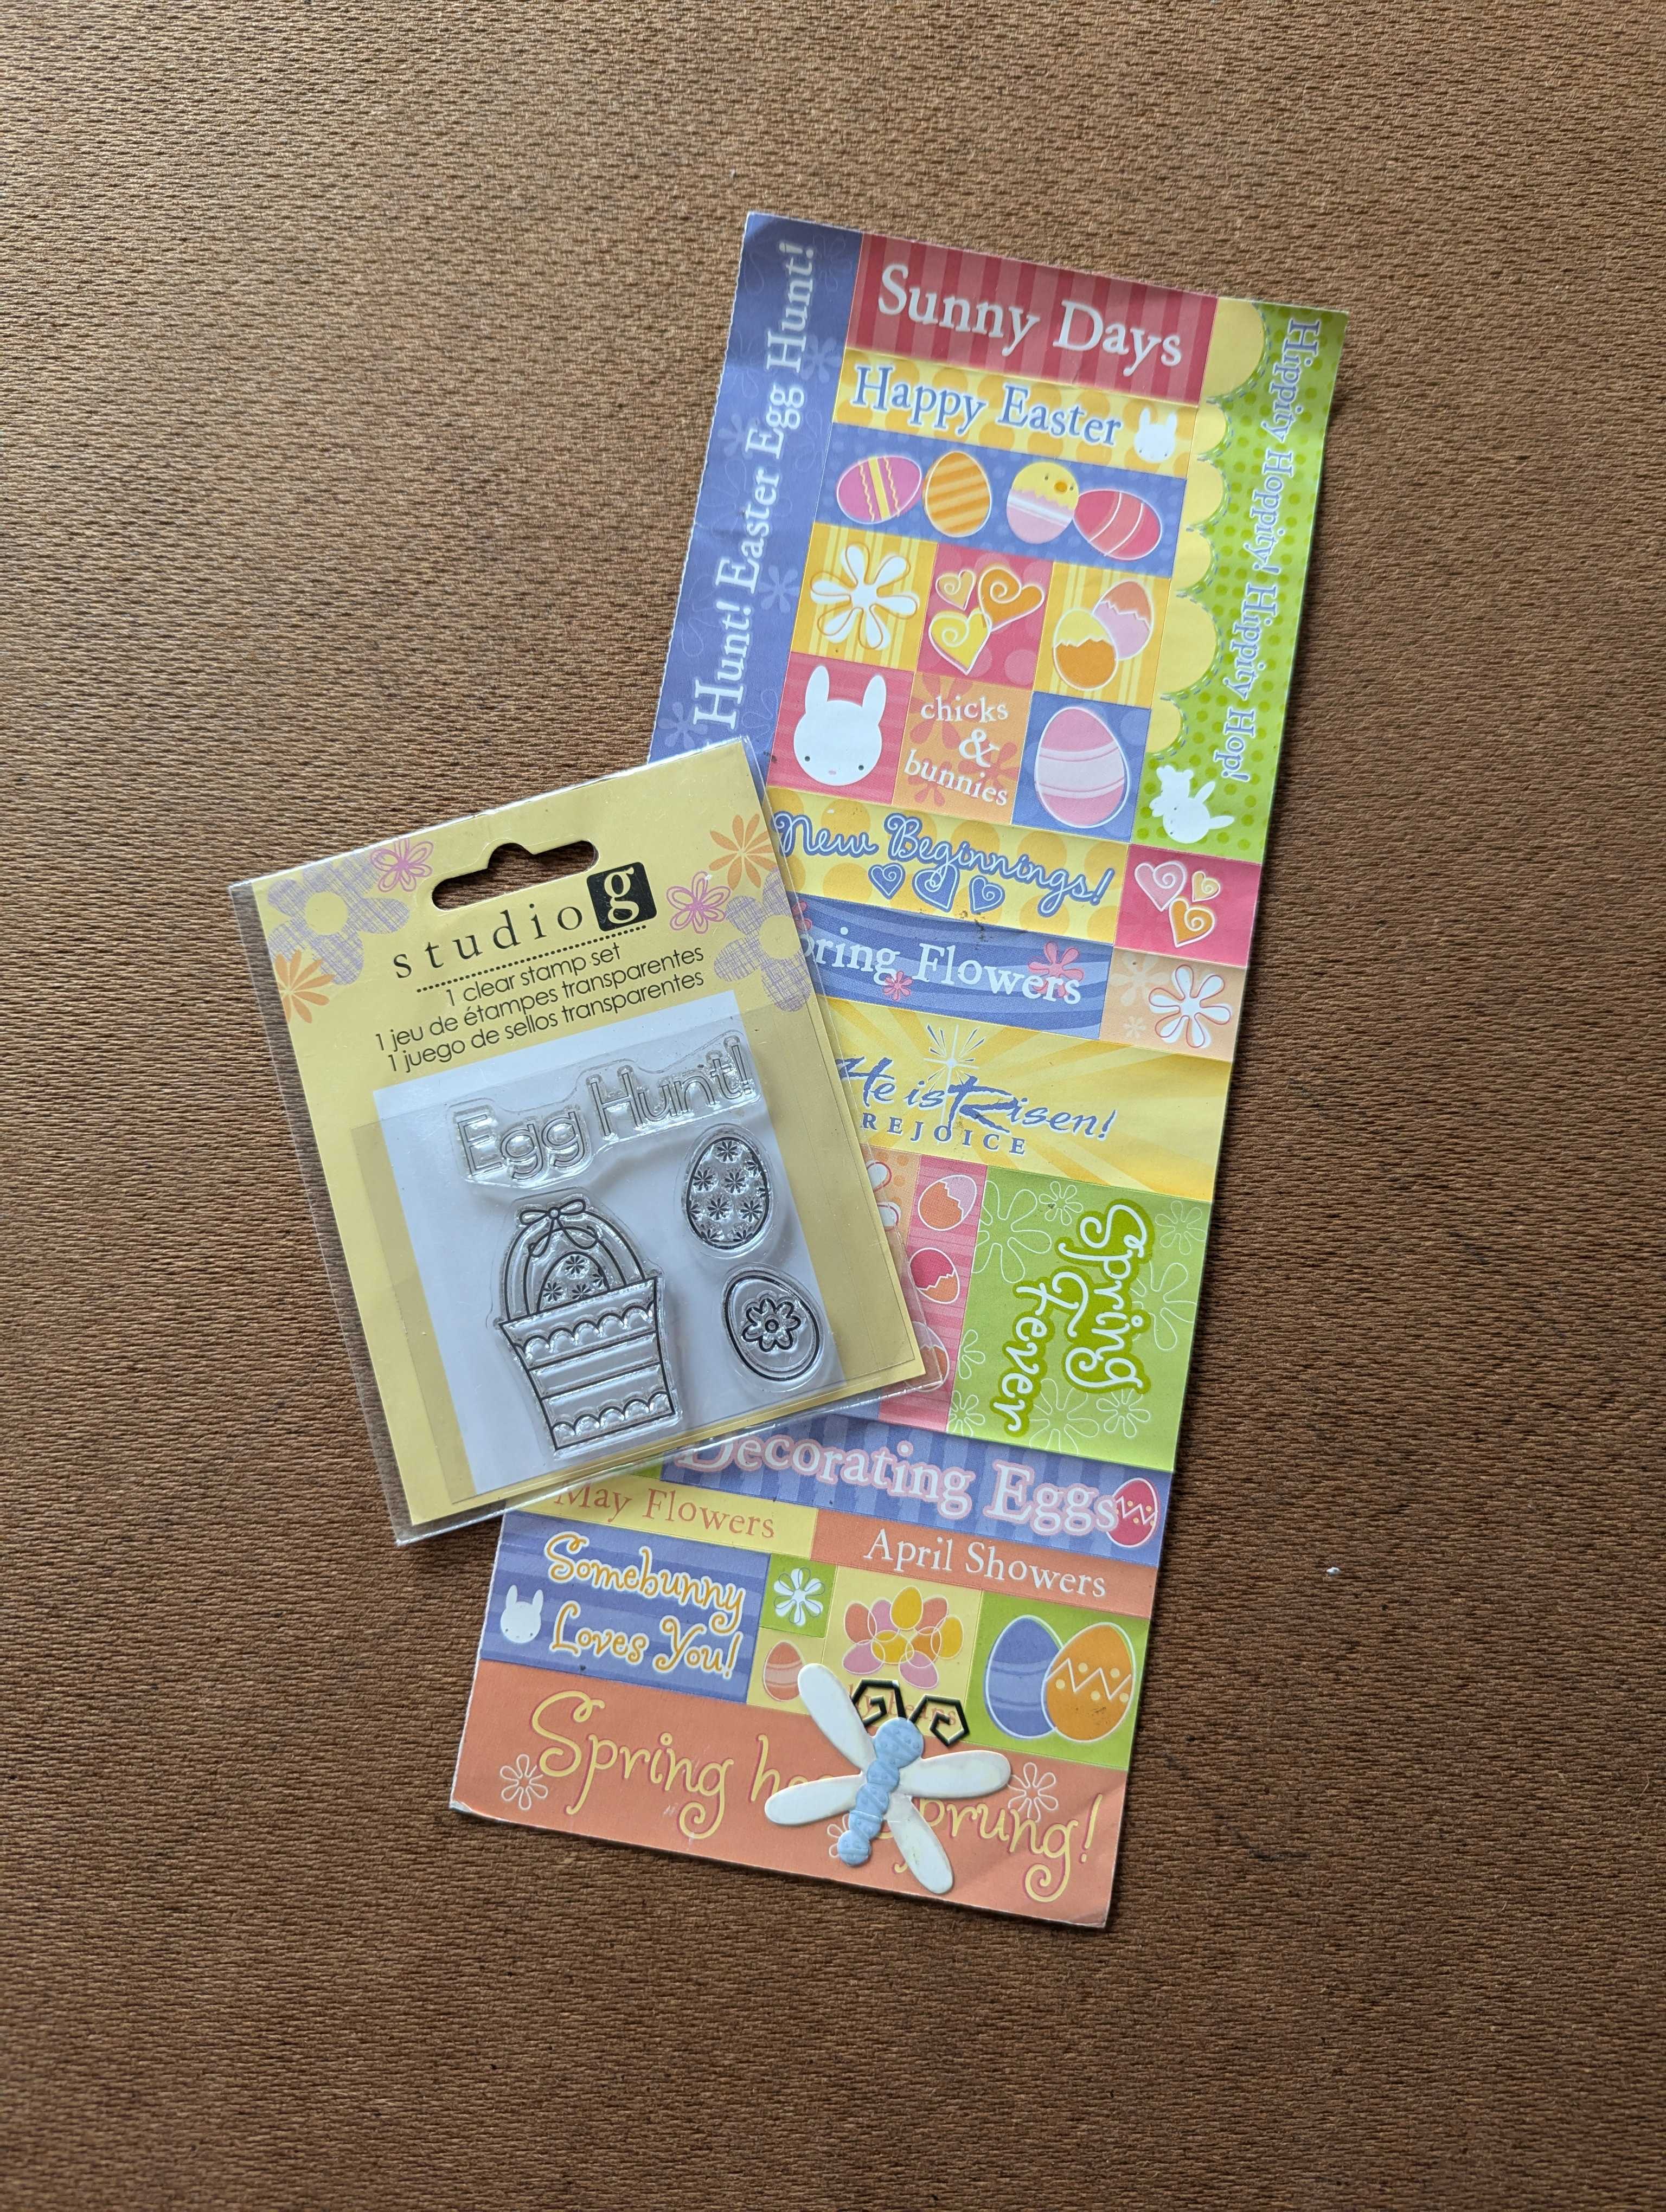 Sunny Days
Happy Easter
Hunt! Easter Egg Hunt!
Hippity Hoppity! Hippity Hop!
chicks
&
bunnies
New Beginnings!
Flowers
He is Risen!
REJOICE
Spring
Fever
Decorating Eggs
May Flowers
April Showers
Somebunny
Loves You!
Spring
studio g
1 clear stamp set
1 jeu de étampes transparentes
1 juego de sellos transparentes
Egg Hunt!